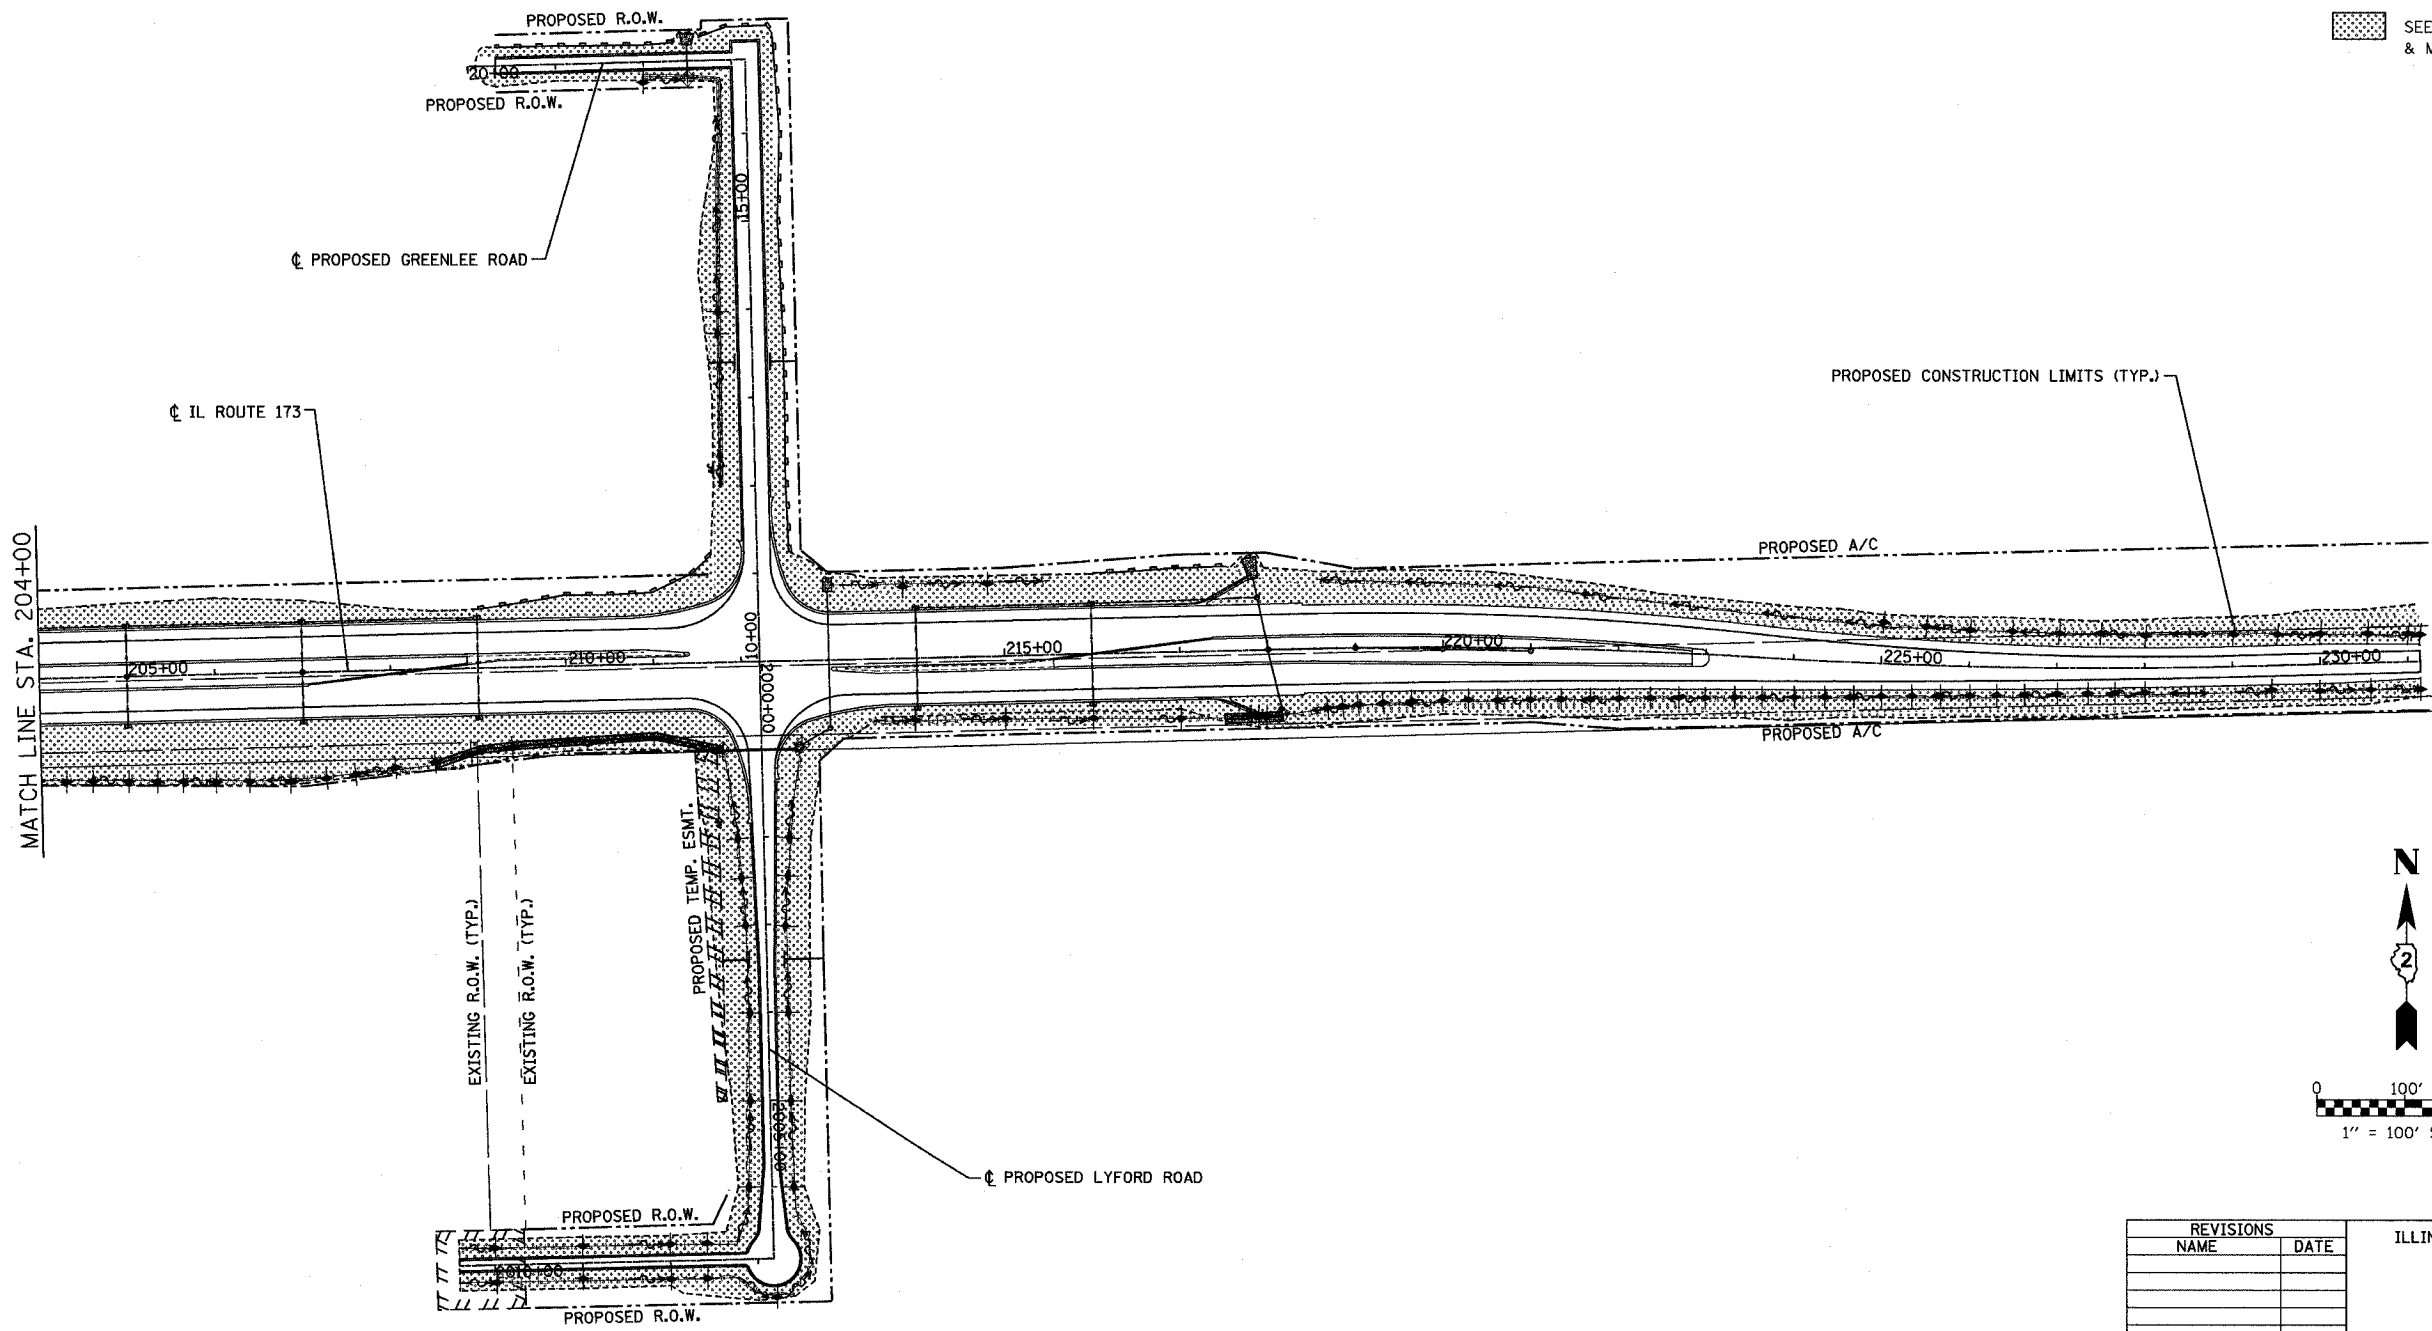 PROPOSED R.O.W.
SEE
& M
20+00
PROPOSED R.O.W.
15+00
℄ PROPOSED GREENLEE ROAD
PROPOSED CONSTRUCTION LIMITS (TYP.)
℄ IL ROUTE 173
MATCH LINE STA. 204+00
PROPOSED A/C
10+00
205+00
210+00
215+00
220+00
225+00
230+00
2000+00
PROPOSED A/C
PROPOSED TEMP. ESMT.
EXISTING R.O.W. (TYP.)
EXISTING R.O.W. (TYP.)
N
2
0 100'
1" = 100'
2005+00
℄ PROPOSED LYFORD ROAD
PROPOSED R.O.W.
2010+00
PROPOSED R.O.W.
REVISIONS
NAME DATE
ILLIN